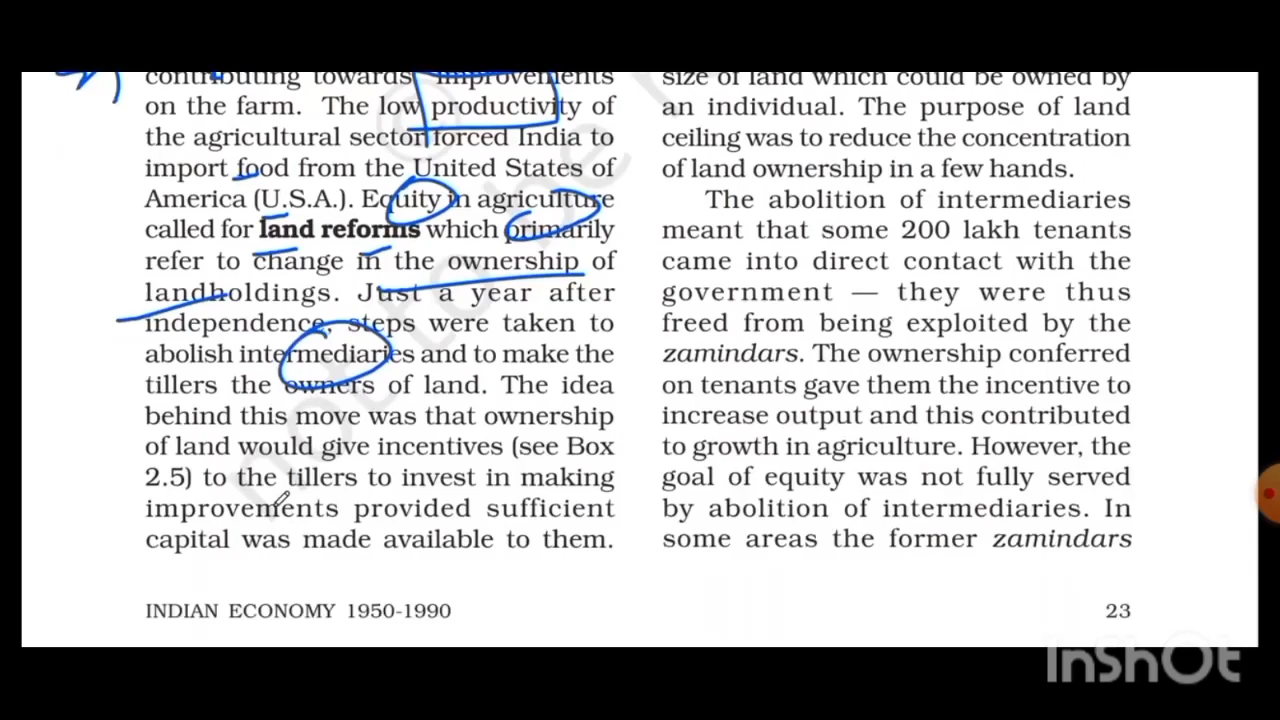 contributing towards improvements
on the farm. The low productivity of
the agricultural sector forced India to
import food from the United States of
America (U.S.A.). Equity in agriculture
called for land reforms which primarily
refer to change in the ownership of
landholdings. Just a year after
independence, steps were taken to
abolish intermediaries and to make the
tillers the owners of land. The idea
behind this move was that ownership
of land would give incentives (see Box
2.5) to the tillers to invest in making
improvements provided sufficient
capital was made available to them.
size of land which could be owned by
an individual. The purpose of land
ceiling was to reduce the concentration
of land ownership in a few hands.
The abolition of intermediaries
meant that some 200 lakh tenants
came into direct contact with the
government — they were thus
freed from being exploited by the
zamindars. The ownership conferred
on tenants gave them the incentive to
increase output and this contributed
to growth in agriculture. However, the
goal of equity was not fully served
by abolition of intermediaries. In
some areas the former zamindars
INDIAN ECONOMY 1950-1990
23
not to be r
©
InShOt